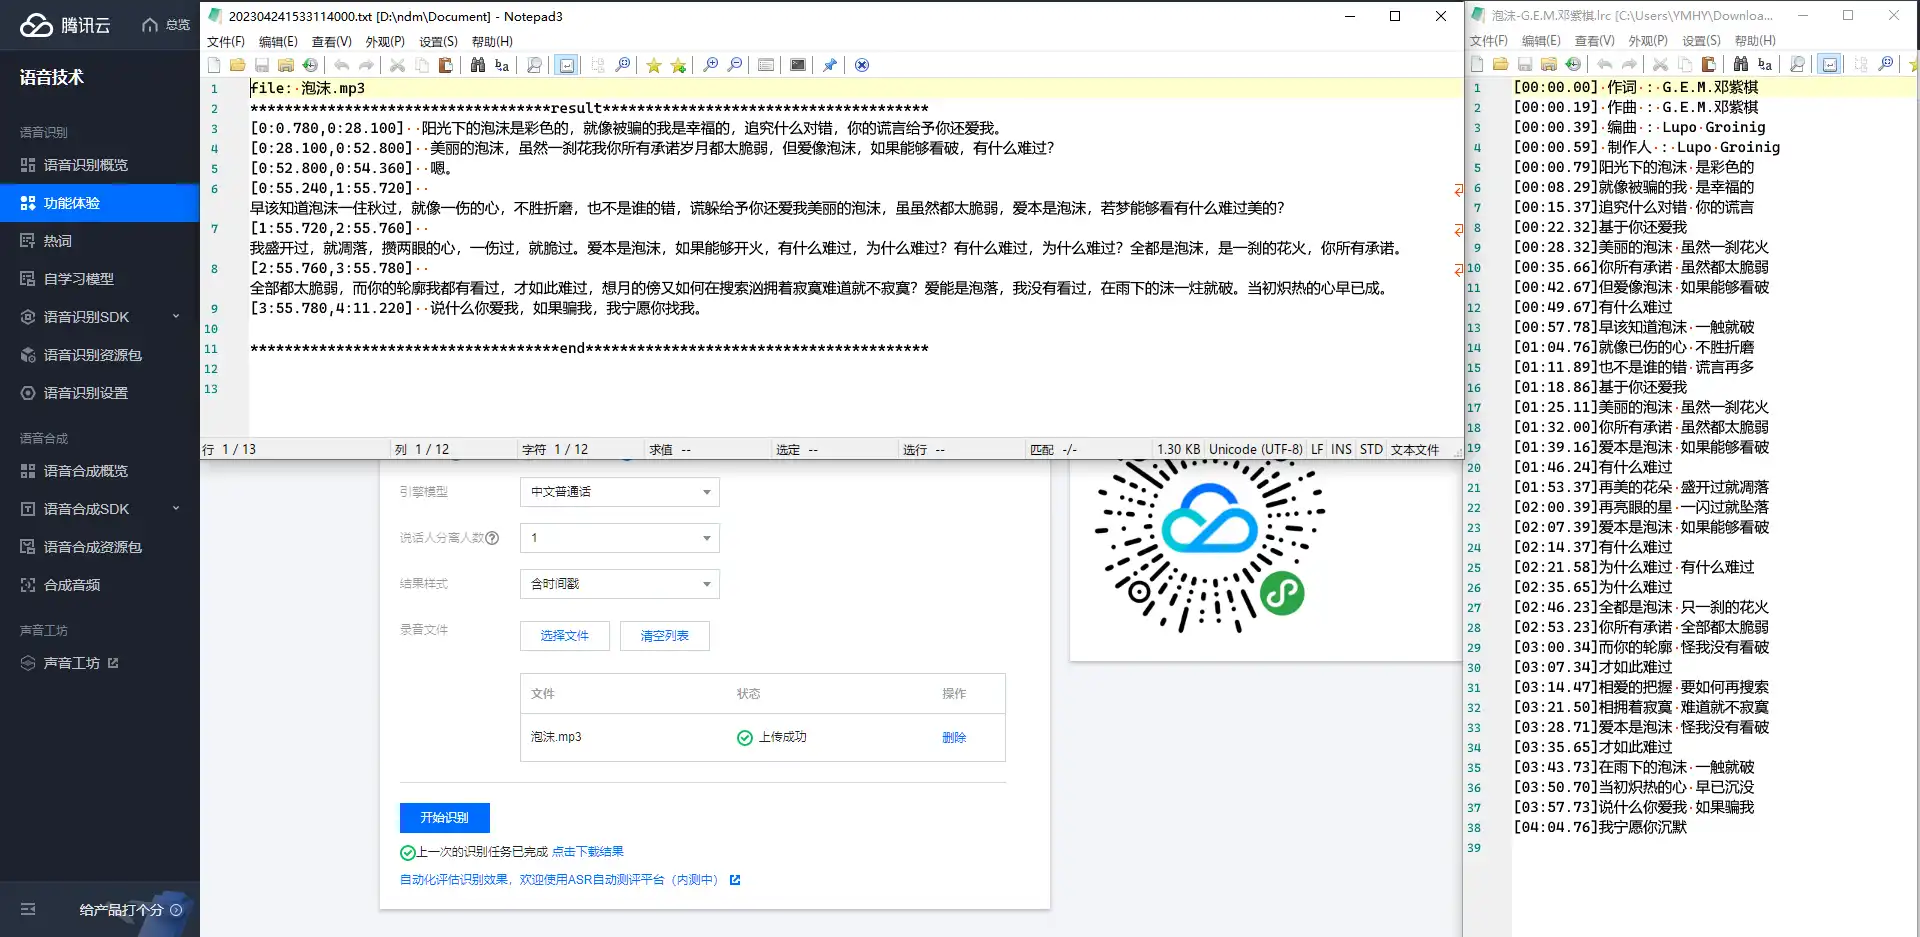 腾讯云
总览
语音技术
语音识别
语音识别概览
功能体验
热词
自学习模型
语音识别SDK
语音识别资源包
语音识别设置
语音合成
语音合成概览
语音合成SDK
语音合成资源包
合成音频
声音工坊
声音工坊
给产品打个分
202304241533114000.txt [D:\ndm\Document] - Notepad3
文件(F) 编辑(E) 查看(V) 外观(P) 设置(S) 帮助(H)
1 file: 泡沫.mp3
2 ***********************************result**************************************
3 [0:0.780,0:28.100] 阳光下的泡沫是彩色的，就像被骗的我是幸福的，追究什么对错，你的谎言给予你还爱我。
4 [0:28.100,0:52.800] 美丽的泡沫，虽然一刹花我你所有承诺岁月都太脆弱，但爱像泡沫，如果能够看破，有什么难过？
5 [0:52.800,0:54.360] 嗯。
6 [0:55.240,1:55.720]
早该知道泡沫一住秋过，就像一伤的心，不胜折磨，也不是谁的错，谎躲给予你还爱我美丽的泡沫，虽虽然都太脆弱，爱本是泡沫，若梦能够看有什么难过美的？
7 [1:55.720,2:55.760]
我盛开过，就凋落，攒两眼的心，一伤过，就脆过。爱本是泡沫，如果能够开火，有什么难过，为什么难过？有什么难过，为什么难过？全都是泡沫，是一刹的花火，你所有承诺。
8 [2:55.760,3:55.780]
全部都太脆弱，而你的轮廓我都有看过，才如此难过，想月的傍又如何在搜索汹拥着寂寞难道就不寂寞？爱能是泡落，我没有看过，在雨下的沫一炷就破。当初炽热的心早已成。
9 [3:55.780,4:11.220] 说什么你爱我，如果骗我，我宁愿你找我。
10
11 ************************************end****************************************
12
13
行 1 / 13 列 1 / 12 字符 1 / 12 求值 -- 选定 -- 选行 -- 匹配 -/- 1.30 KB Unicode (UTF-8) LF INS STD 文本文件
引擎模型 中文普通话
说话人分离人数 1
结果样式 含时间戳
录音文件 选择文件 清空列表
文件 状态 操作
泡沫.mp3 上传成功 删除
开始识别
上一次的识别任务已完成 点击下载结果
自动化评估识别效果，欢迎使用ASR自动测评平台（内测中）
泡沫-G.E.M.邓紫棋.lrc [C:\Users\YMHY\Downloa...
文件(F) 编辑(E) 查看(V) 外观(P) 设置(S) 帮助(H)
1 [00:00.00] 作词 : G.E.M.邓紫棋
2 [00:00.19] 作曲 : G.E.M.邓紫棋
3 [00:00.39] 编曲 : Lupo Groinig
4 [00:00.59] 制作人 : Lupo Groinig
5 [00:00.79]阳光下的泡沫 是彩色的
6 [00:08.29]就像被骗的我 是幸福的
7 [00:15.37]追究什么对错 你的谎言
8 [00:22.32]基于你还爱我
9 [00:28.32]美丽的泡沫 虽然一刹花火
10 [00:35.66]你所有承诺 虽然都太脆弱
11 [00:42.67]但爱像泡沫 如果能够看破
12 [00:49.67]有什么难过
13 [00:57.78]早该知道泡沫 一触就破
14 [01:04.76]就像已伤的心 不胜折磨
15 [01:11.89]也不是谁的错 谎言再多
16 [01:18.86]基于你还爱我
17 [01:25.11]美丽的泡沫 虽然一刹花火
18 [01:32.00]你所有承诺 虽然都太脆弱
19 [01:39.16]爱本是泡沫 如果能够看破
20 [01:46.24]有什么难过
21 [01:53.37]再美的花朵 盛开过就凋落
22 [02:00.39]再亮眼的星 一闪过就坠落
23 [02:07.39]爱本是泡沫 如果能够看破
24 [02:14.37]有什么难过
25 [02:21.58]为什么难过 有什么难过
26 [02:35.65]为什么难过
27 [02:46.23]全都是泡沫 只一刹的花火
28 [02:53.23]你所有承诺 全部都太脆弱
29 [03:00.34]而你的轮廓 怪我没有看破
30 [03:07.34]才如此难过
31 [03:14.47]相爱的把握 要如何再搜索
32 [03:21.50]相拥着寂寞 难道就不寂寞
33 [03:28.71]爱本是泡沫 怪我没有看破
34 [03:35.65]才如此难过
35 [03:43.73]在雨下的泡沫 一触就破
36 [03:50.70]当初炽热的心 早已沉没
37 [03:57.73]说什么你爱我 如果骗我
38 [04:04.76]我宁愿你沉默
39